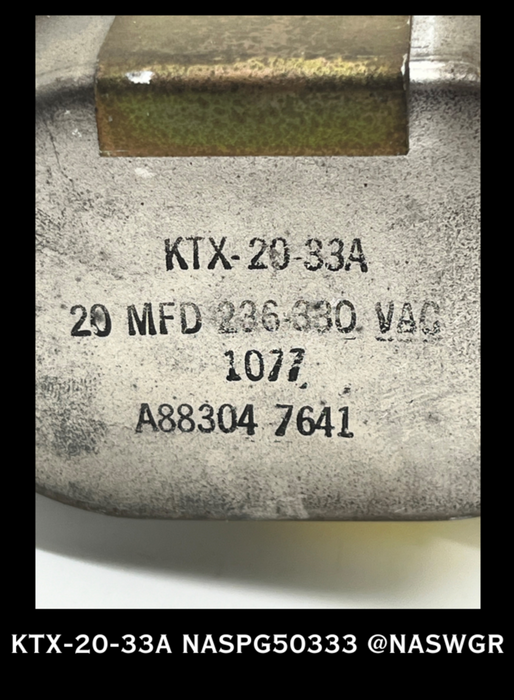 KTX-20-33A
20 MFD 236-330 VAC
1077
A88304 7641
KTX-20-33A NASPG50333 @NASWGR